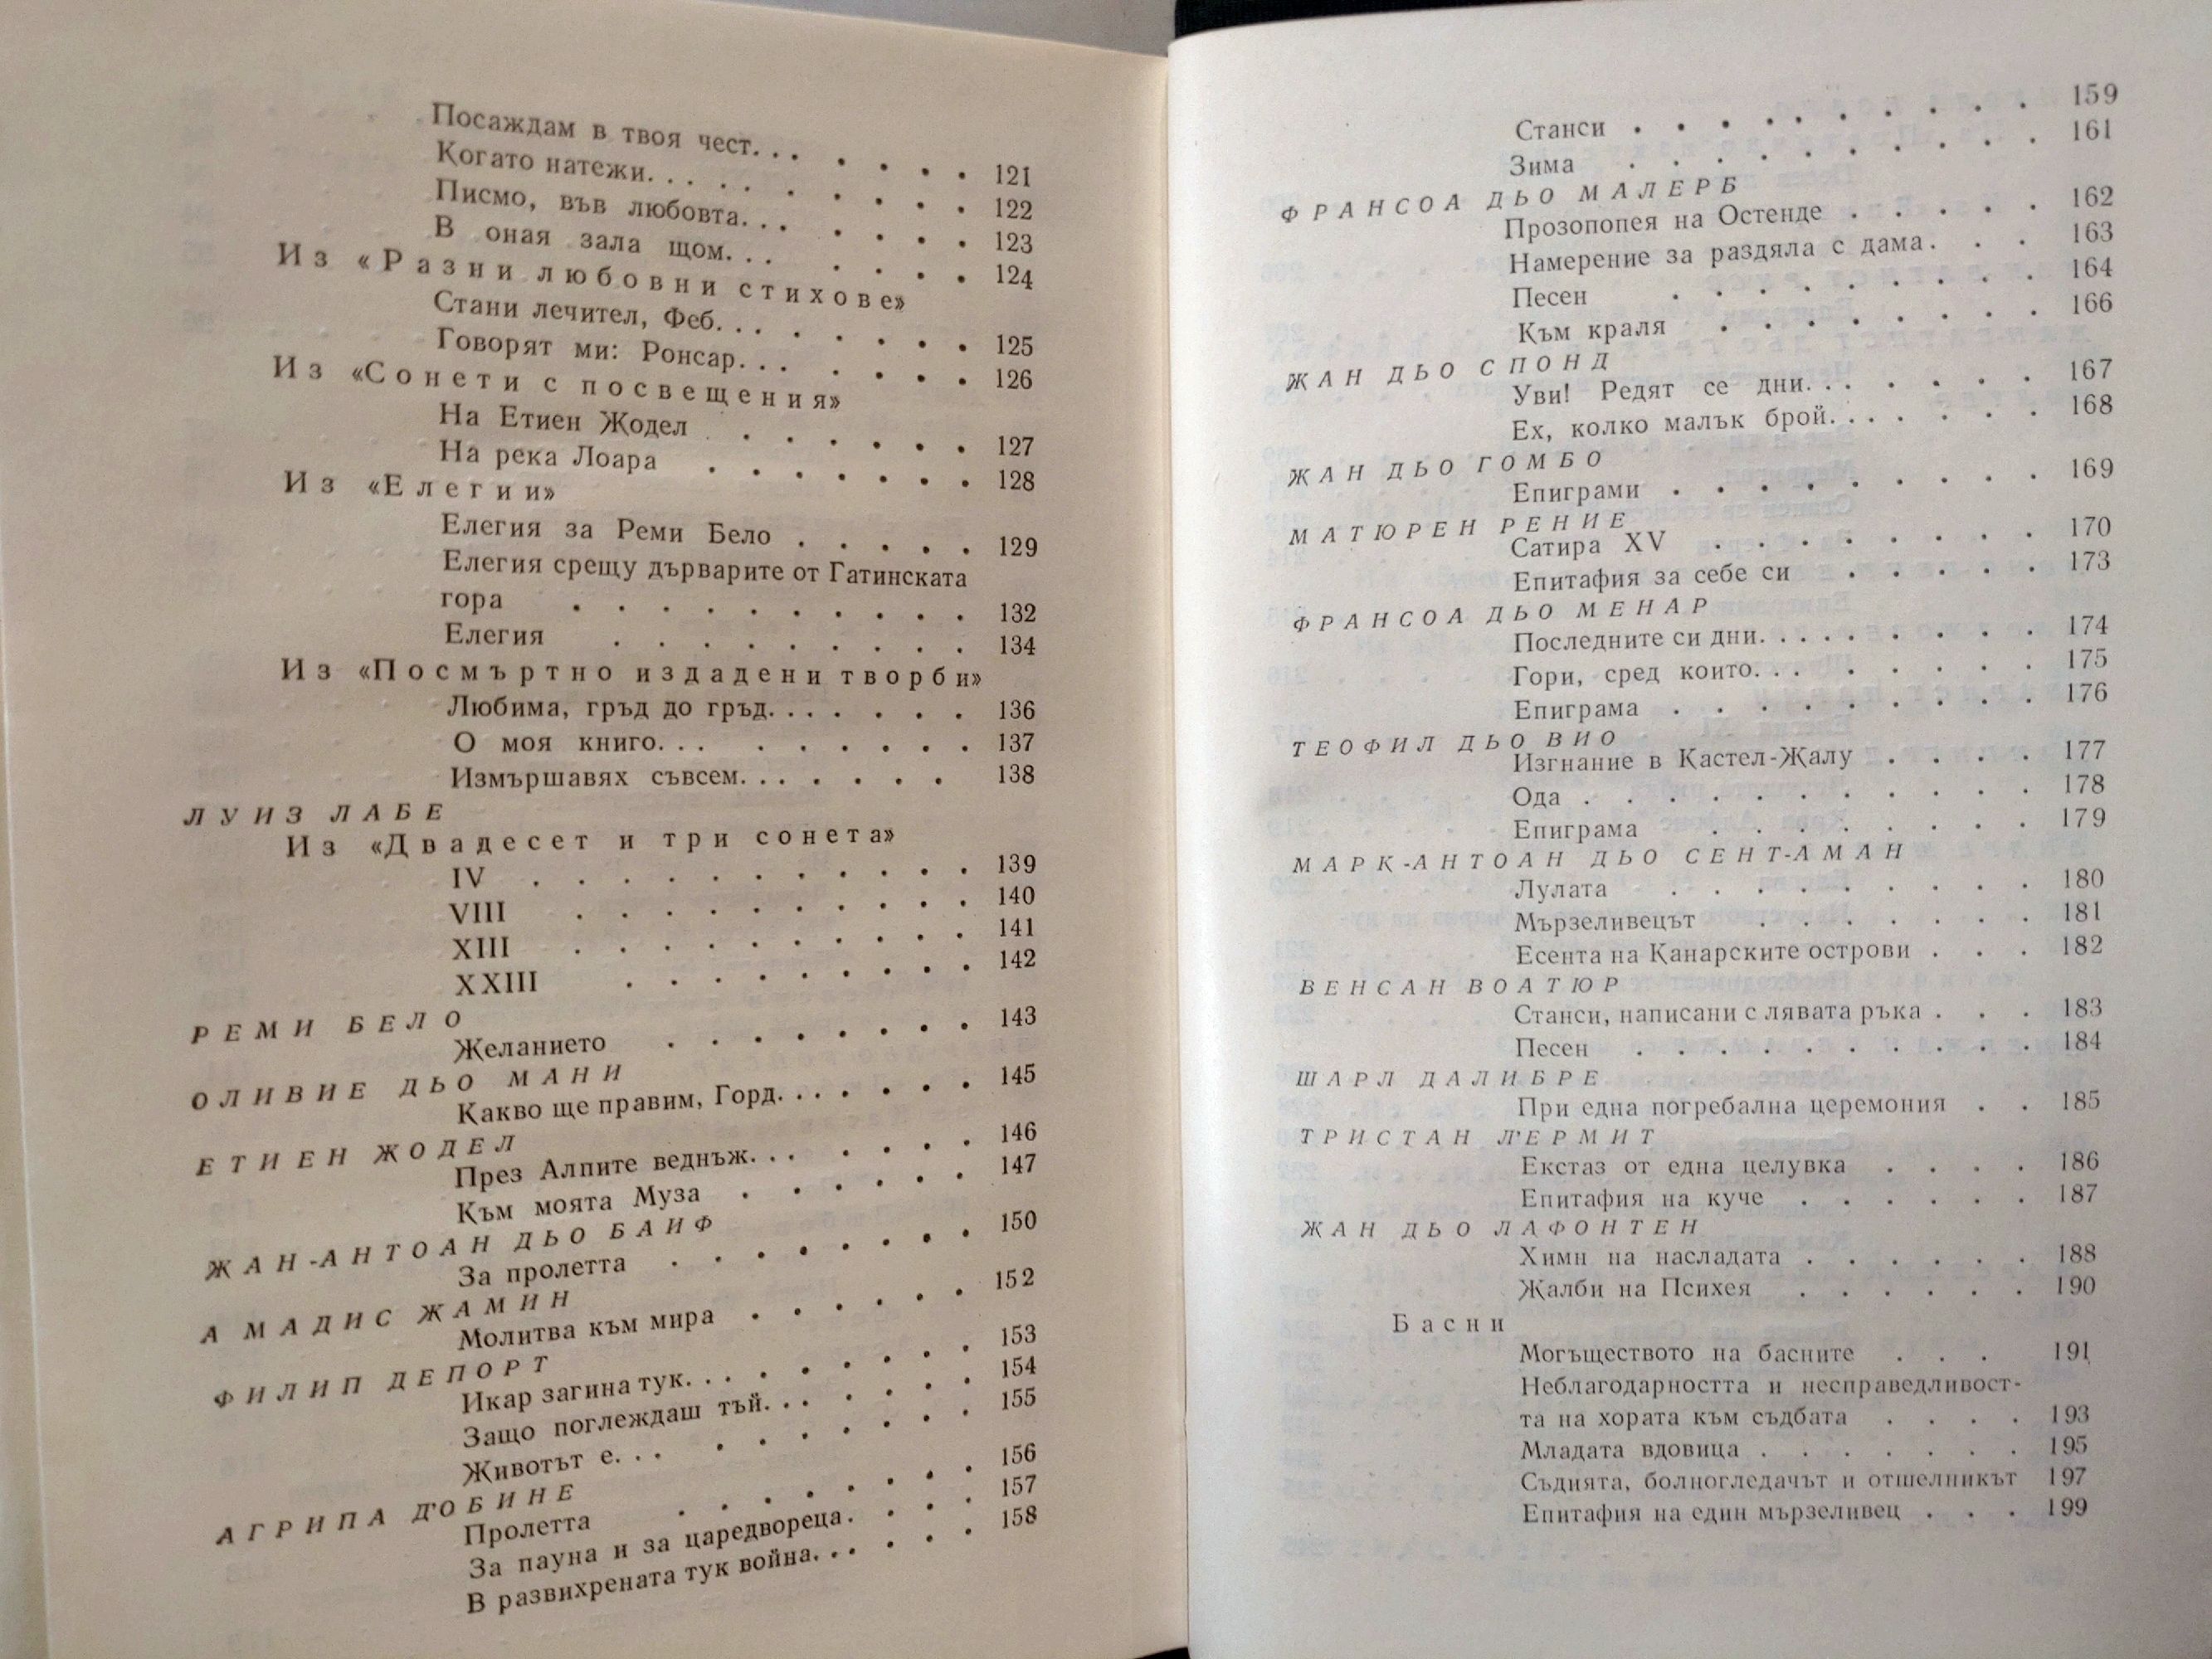 Посаждам в твоя чест. . . . . . . 121
Когато натежи. . . . . . . . . . 122
Писмо, във любовта. . . . . . . 123
В оная зала щом. . . . . . . 124
Из «Разни любовни стихове»
Стани лечител, Феб. . . . . . . . 125
Говорят ми: Ронсар. . . . . . . 126
Из «Сонети с посвещения»
На Етиен Жодел . . . . . . 127
На река Лоара . . . . . . . 128
Из «Елегии»
Елегия за Реми Бело . . . . . 129
Елегия срещу дърварите от Гатинската
гора . . . . . . . . . . 132
Елегия . . . . . . . . . 134
Из «Посмъртно издадени творби»
Любима, гръд до гръд. . . . . . . 136
О моя книго. . . . . . . . . 137
Измършавях съвсем. . . . . . . 138
ЛУИЗ ЛАБЕ
Из «Двадесет и три сонета»
IV . . . . . . . . . . . 139
VIII . . . . . . . . . . 140
XIII . . . . . . . . . . 141
XXIII . . . . . . . . . 142
РЕМИ БЕЛО
Желанието . . . . . . . . 143
ОЛИВИЕ ДЬО МАНИ
Какво ще правим, Горд. . . . . . . 145
ЕТИЕН ЖОДЕЛ
През Алпите веднъж. . . . . . . 146
Към моята Муза . . . . . . 147
ЖАН-АНТОАН ДЬО БАИФ
За пролетта . . . . . . . . 150
АМАДИС ЖАМИН
Молитва към мира . . . . . . 152
ФИЛИП ДЕПОРТ
Икар загина тук. . . . . . . . . 153
Защо поглеждаш тъй. . . . . . . 154
Животът е. . . . . . . . . . 155
АГРИПА Д'ОБИНЕ
Пролетта . . . . . . . . 156
За пауна и за царедвореца. . . . 157
В развихрената тук война. . . . . . 158
Станси . . . . . . . . . . 159
Зима . . . . . . . . . . 161
ФРАНСОА ДЬО МАЛЕРБ
Прозопопея на Остенде . . . . . 162
Намерение за раздяла с дама. . . 163
Песен . . . . . . . . . 164
Към краля . . . . . . . . 166
ЖАН ДЬО СПОНД
Уви! Редят се дни. . . . . . . 167
Ех, колко малък брой. . . . . . . 168
ЖАН ДЬО ГОМБО
Епиграми . . . . . . . . . 169
МАТЮРЕН РЕНИЕ
Сатира XV . . . . . . . . 170
Епитафия за себе си . . . . . 173
ФРАНСОА ДЬО МЕНАР
Последните си дни. . . . . . . . . 174
Гори, сред които. . . . . . . . 175
Епиграма . . . . . . . . . 176
ТЕОФИЛ ДЬО ВИО
Изгнание в Кастел-Жалу . . . . 177
Ода . . . . . . . . . . . 178
Епиграма . . . . . . . . 179
МАРК-АНТОАН ДЬО СЕНТ-АМАН
Лулата . . . . . . . . . 180
Мързеливецът . . . . . . . 181
Есента на Канарските острови . . . 182
ВЕНСАН ВОАТЮР
Станси, написани с лявата ръка . . . 183
Песен . . . . . . . . . . 184
ШАРЛ ДАЛИБРЕ
При една погребална церемония . . 185
ТРИСТАН Л'ЕРМИТ
Екстаз от една целувка . . . . 186
Епитафия на куче . . . . . . 187
ЖАН ДЬО ЛАФОНТЕН
Химн на насладата . . . . . . 188
Жалби на Психея . . . . . . 190
Басни
Могъществото на басните . . . 191
Неблагодарността и несправедливост-
та на хората към съдбата . . . . 193
Младата вдовица . . . . . . . 195
Съдията, болногледачът и отшелникът 197
Епитафия на един мързеливец . . . 199